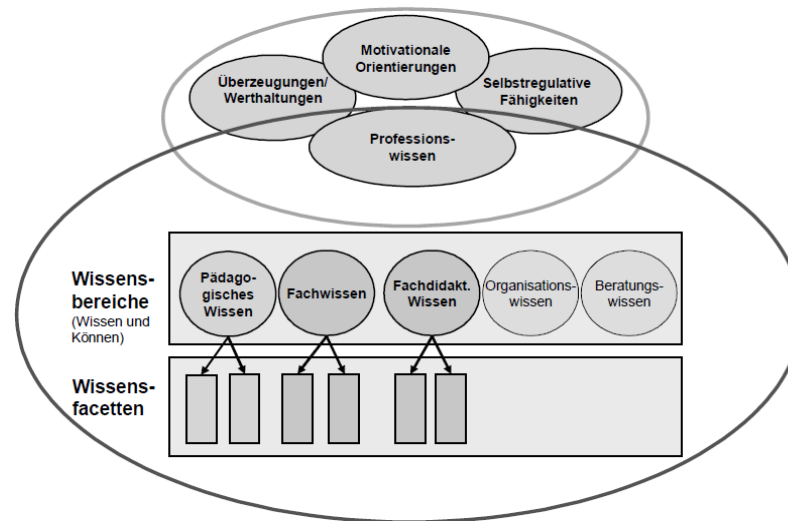 Motivationale
Orientierungen
Überzeugungen/
Werthaltungen
Selbstregulative
Fähigkeiten
Professions-
wissen
Wissens-
bereiche
(Wissen und
Können)
Pädago-
gisches
Wissen
Fachwissen
Fachdidakt.
Wissen
Organisations-
wissen
Beratungs-
wissen
Wissens-
facetten